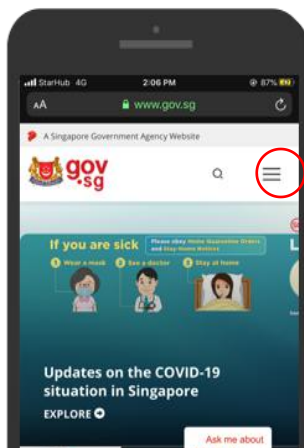 StarHub 4G 2:06 PM 87%
AA www.gov.sg
A Singapore Government Agency Website
gov
.sg
If you are sick
Please obey Home Quarantine Orders
and Stay-Home Notices
1 Wear a mask 2 See a doctor 3 Stay at home
L
Updates on the COVID-19
situation in Singapore
EXPLORE
Ask me about